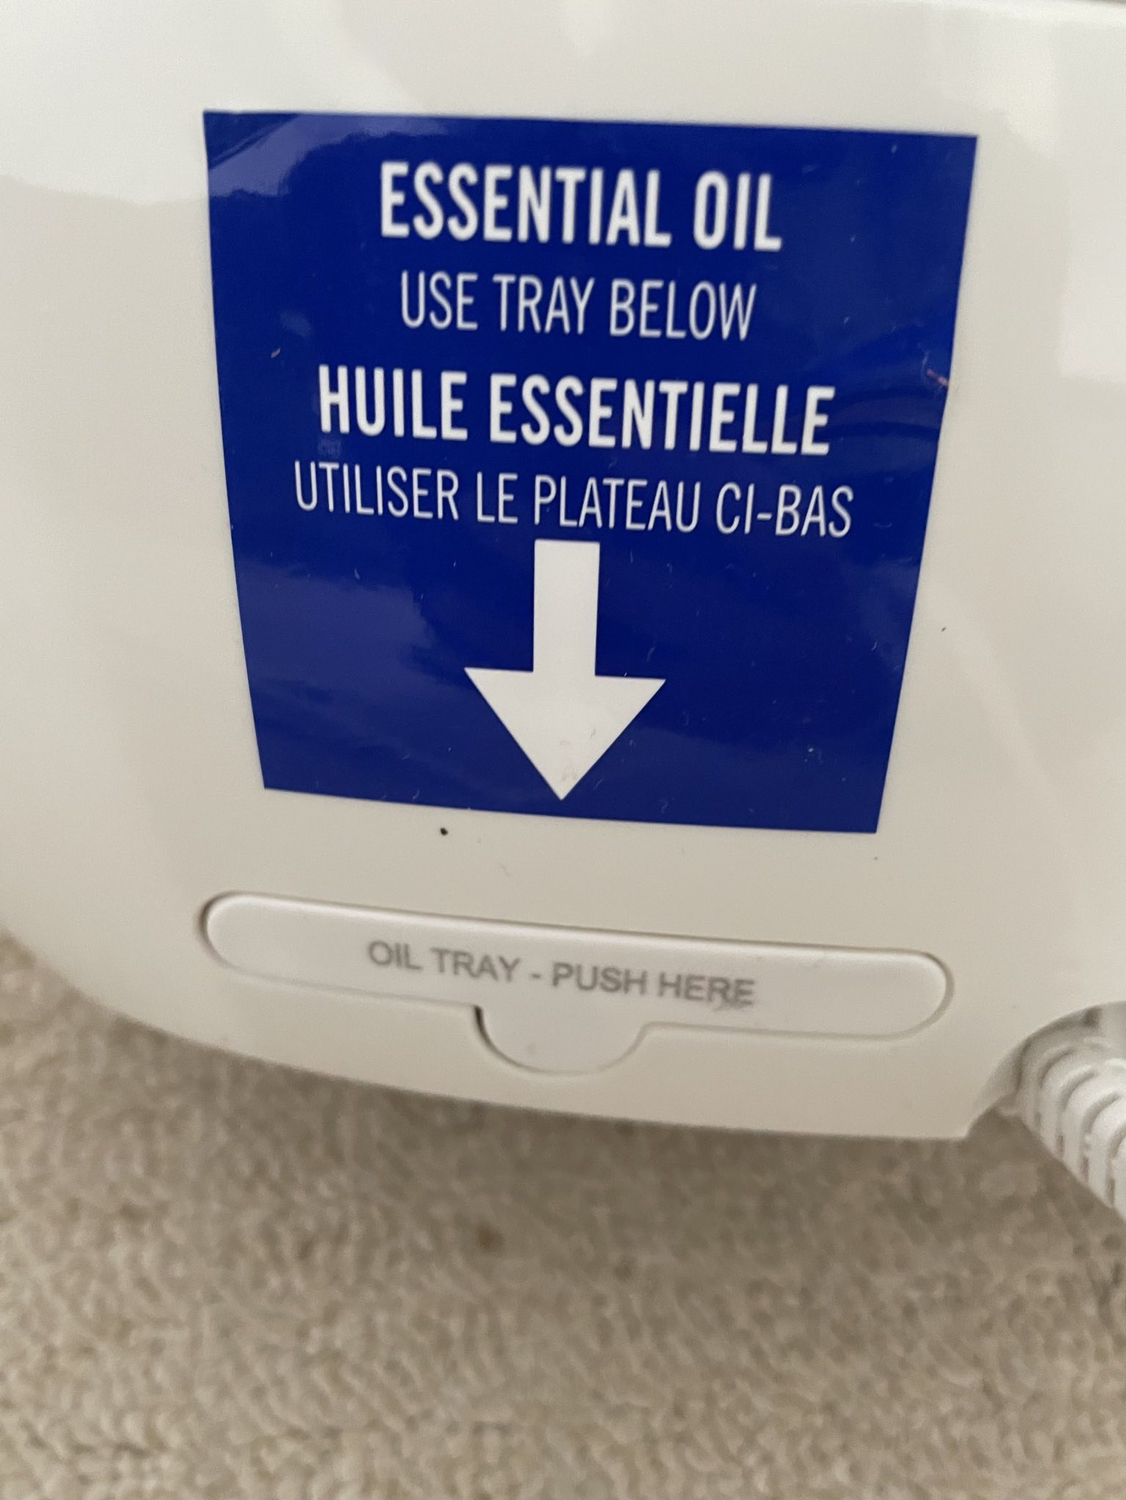 ESSENTIAL OIL
USE TRAY BELOW
HUILE ESSENTIELLE
UTILISER LE PLATEAU CI-BAS
OIL TRAY - PUSH HERE